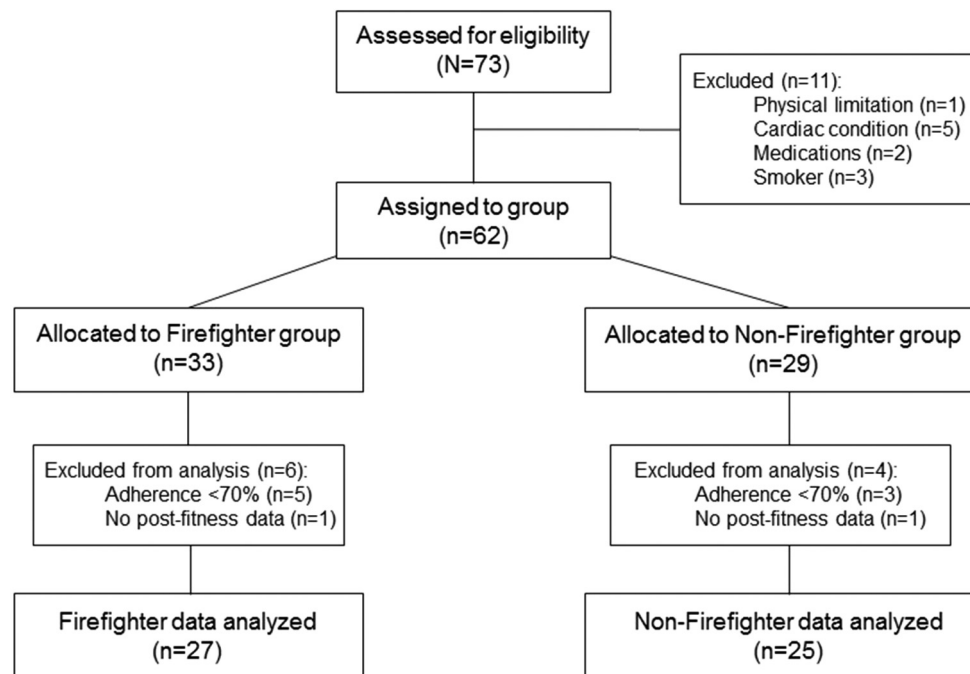 Assessed for eligibility
(N=73)
Excluded (n=11):
Physical limitation (n=1)
Cardiac condition (n=5)
Medications (n=2)
Smoker (n=3)
Assigned to group
(n=62)
Allocated to Firefighter group
(n=33)
Allocated to Non-Firefighter group
(n=29)
Excluded from analysis (n=6):
Adherence <70% (n=5)
No post-fitness data (n=1)
Excluded from analysis (n=4):
Adherence <70% (n=3)
No post-fitness data (n=1)
Firefighter data analyzed
(n=27)
Non-Firefighter data analyzed
(n=25)